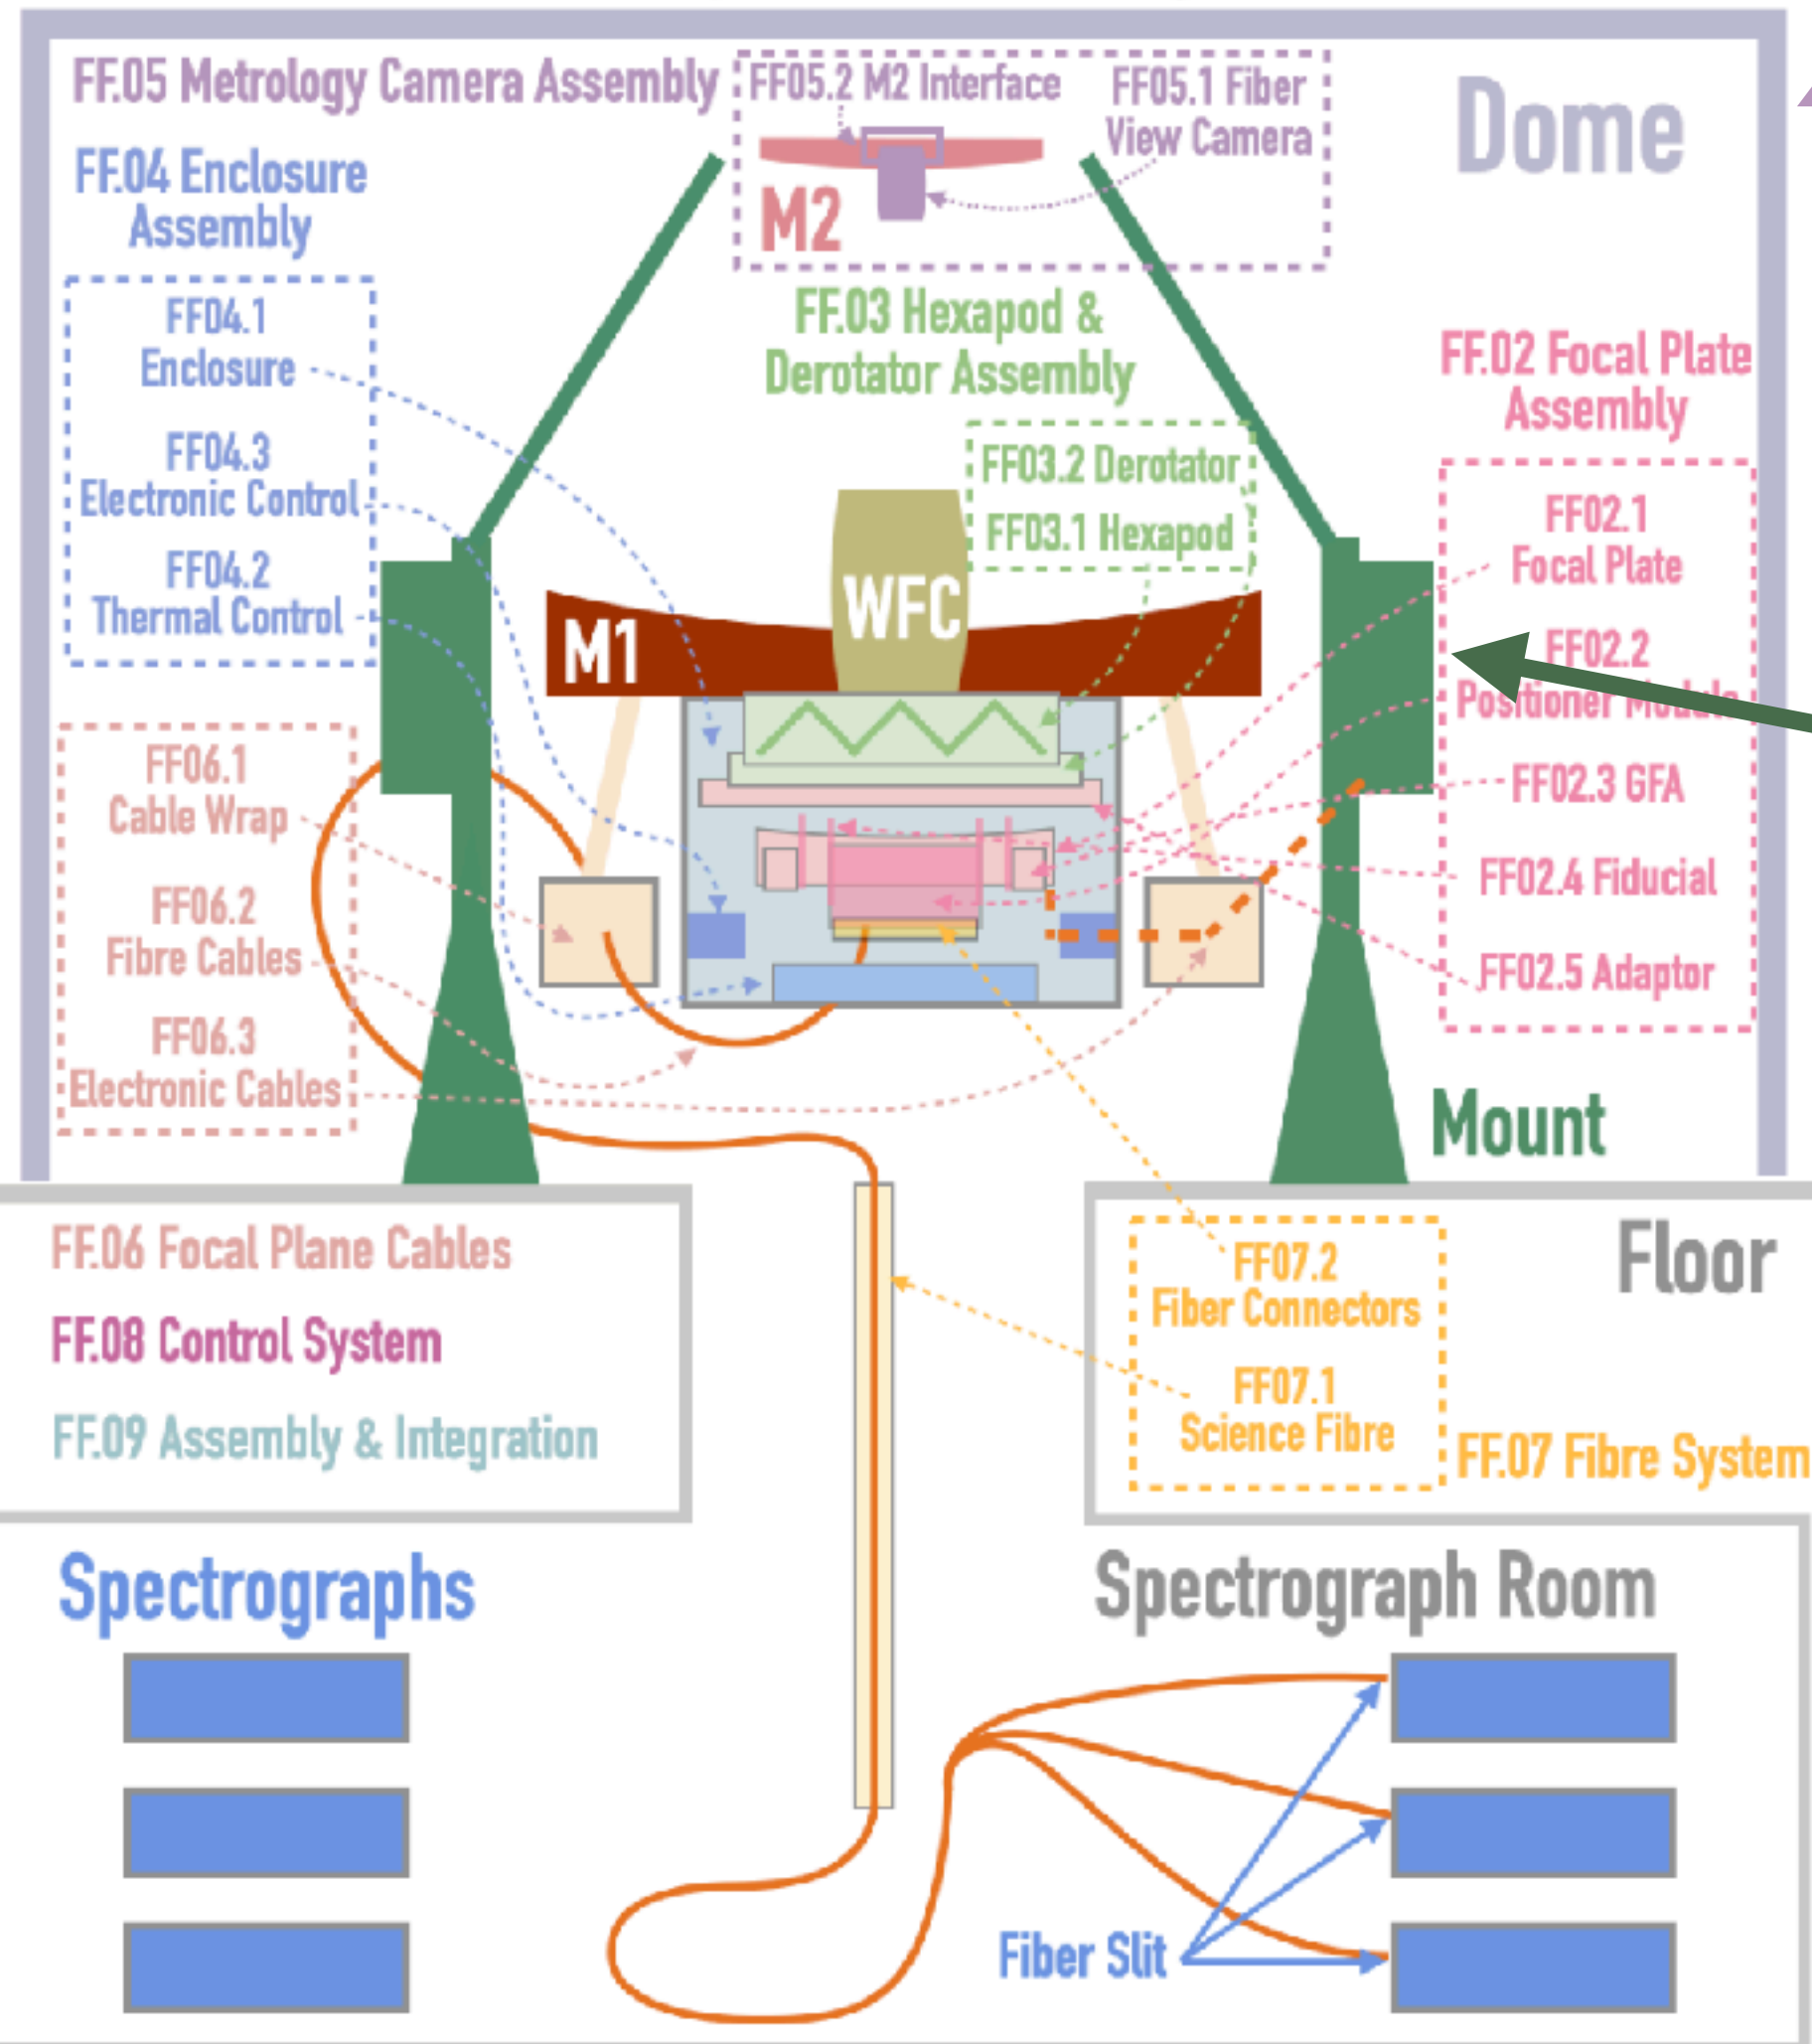 FF.05 Metrology Camera Assembly
FF05.2 M2 Interface
FF05.1 Fiber
View Camera
M2
Dome
FF.04 Enclosure
Assembly
FF04.1
Enclosure
FF04.3
Electronic Control
FF04.2
Thermal Control
FF.03 Hexapod &
Derotator Assembly
FF03.2 Derotator
FF03.1 Hexapod
WFC
M1
FF.02 Focal Plate
Assembly
FF02.1
Focal Plate
FF02.2
Positioner Module
FF02.3 GFA
FF02.4 Fiducial
FF02.5 Adaptor
FF06.1
Cable Wrap
FF06.2
Fibre Cables
FF06.3
Electronic Cables
Mount
FF.06 Focal Plane Cables
FF.08 Control System
FF.09 Assembly & Integration
FF07.2
Fiber Connectors
FF07.1
Science Fibre
Floor
FF.07 Fibre System
Spectrographs
Spectrograph Room
Fiber Slit